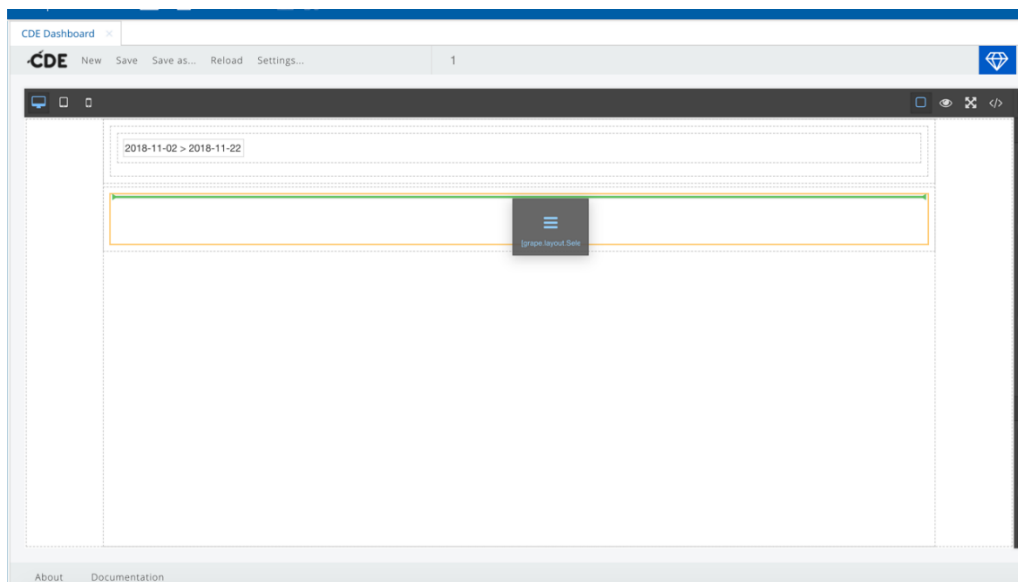 CDE Dashboard ×
CDE New Save Save as... Reload Settings... 1
</>
2018-11-02 > 2018-11-22
[grape.layout.Sele
About Documentation